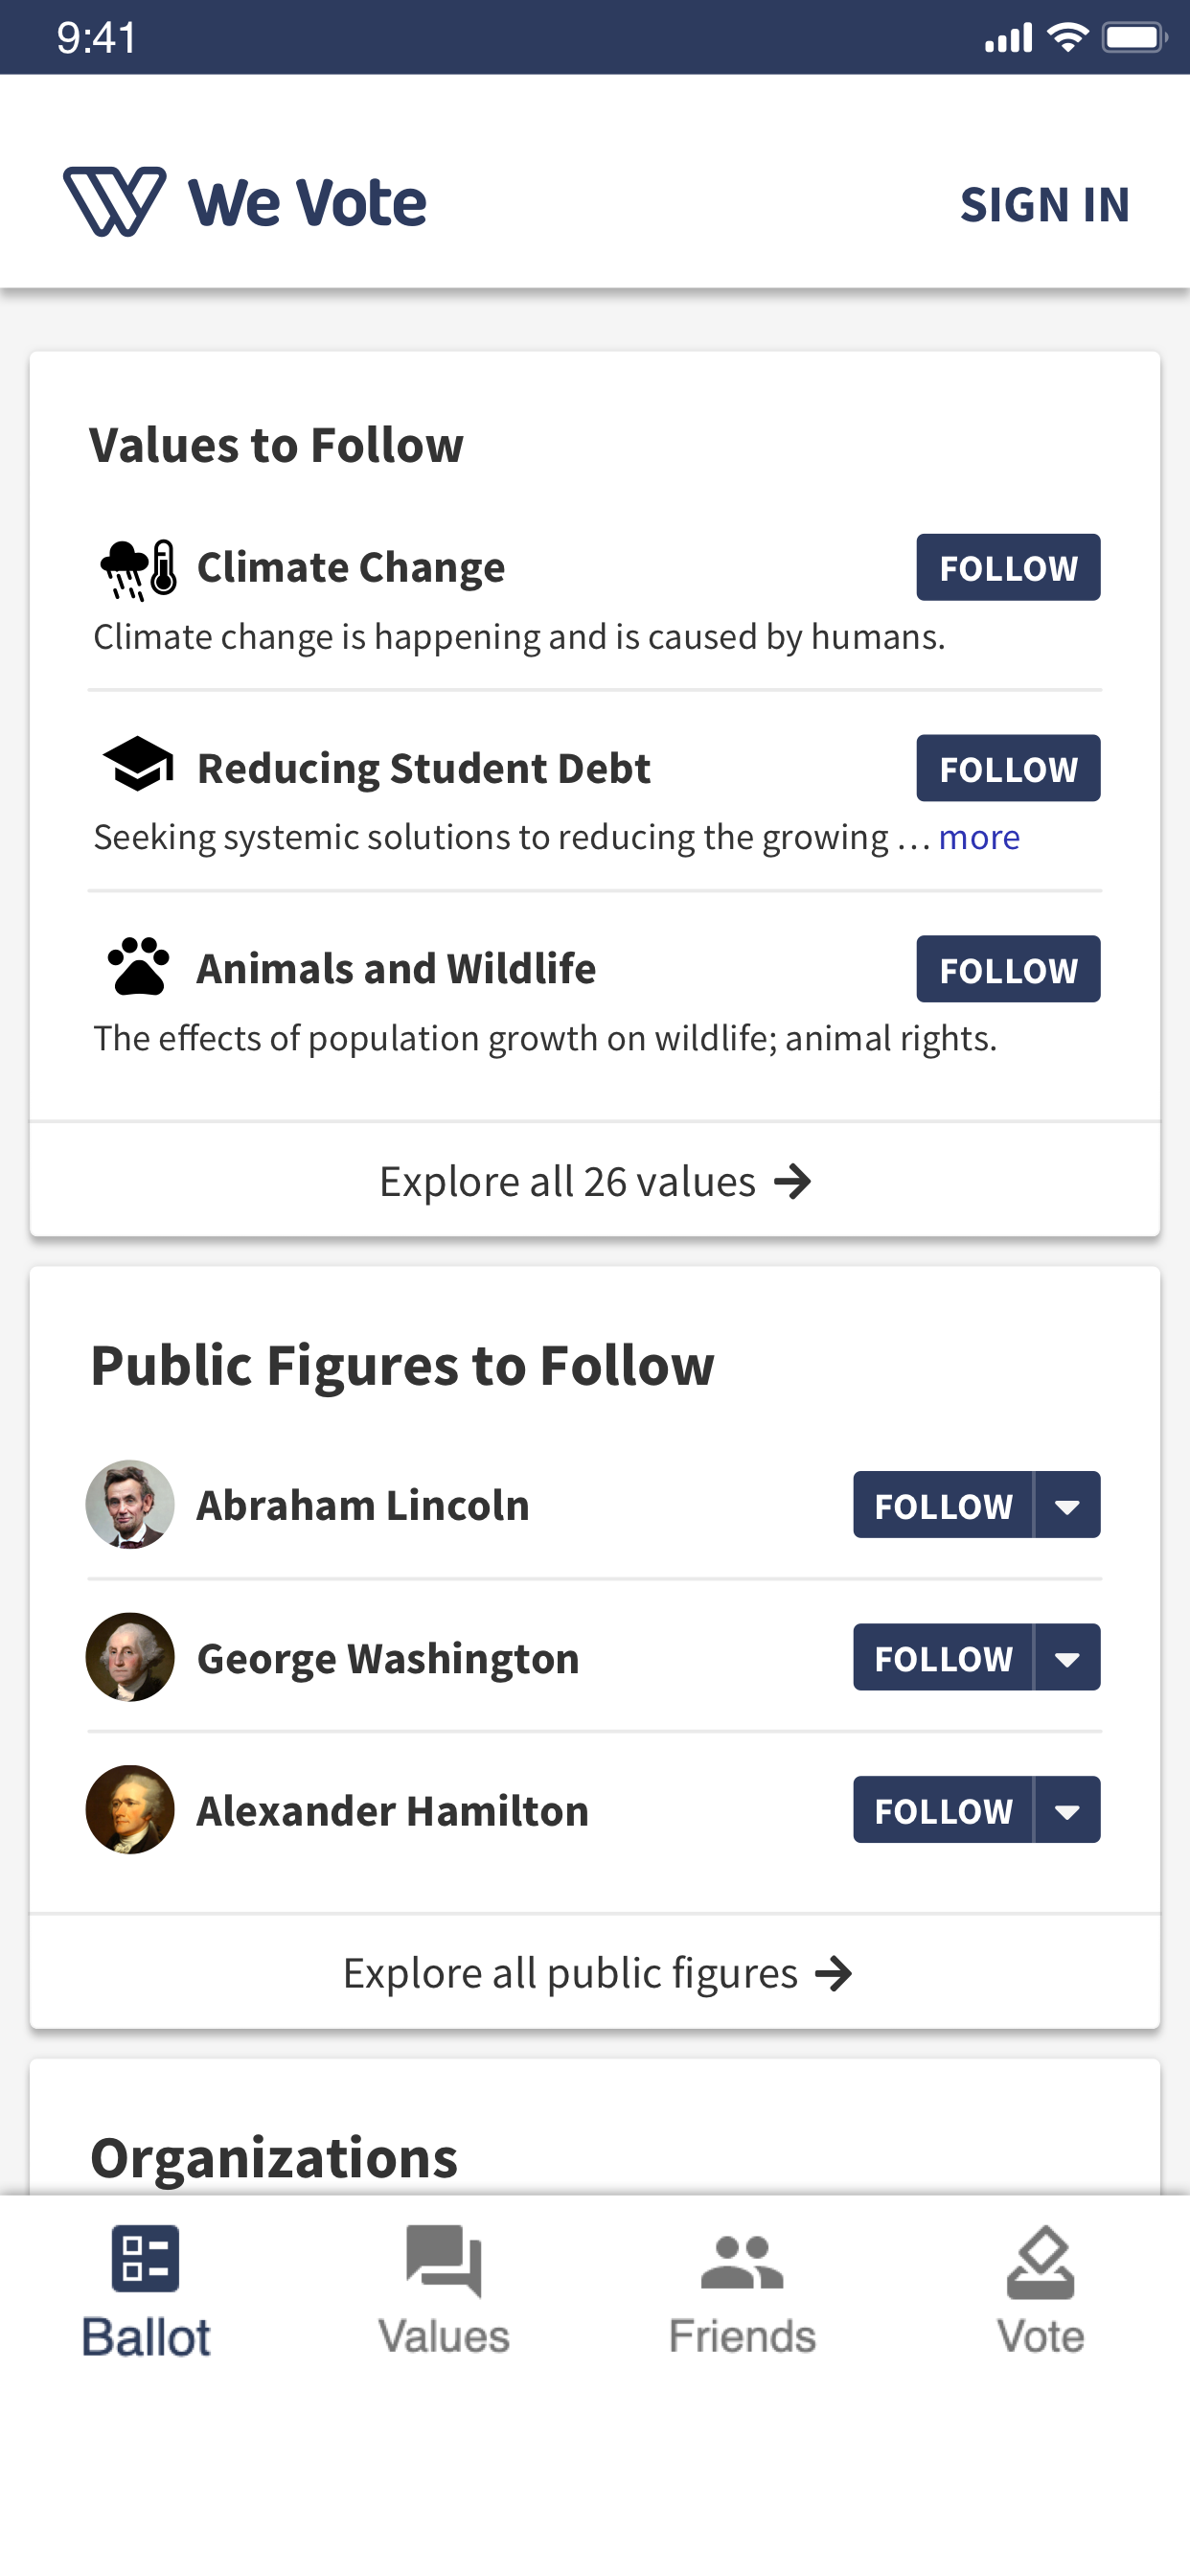 9:41
We Vote
SIGN IN
Values to Follow
Climate Change
FOLLOW
Climate change is happening and is caused by humans.
Reducing Student Debt
FOLLOW
Seeking systemic solutions to reducing the growing … more
Animals and Wildlife
FOLLOW
The effects of population growth on wildlife; animal rights.
Explore all 26 values
Public Figures to Follow
Abraham Lincoln
FOLLOW
George Washington
FOLLOW
Alexander Hamilton
FOLLOW
Explore all public figures
Organizations
Ballot
Values
Friends
Vote